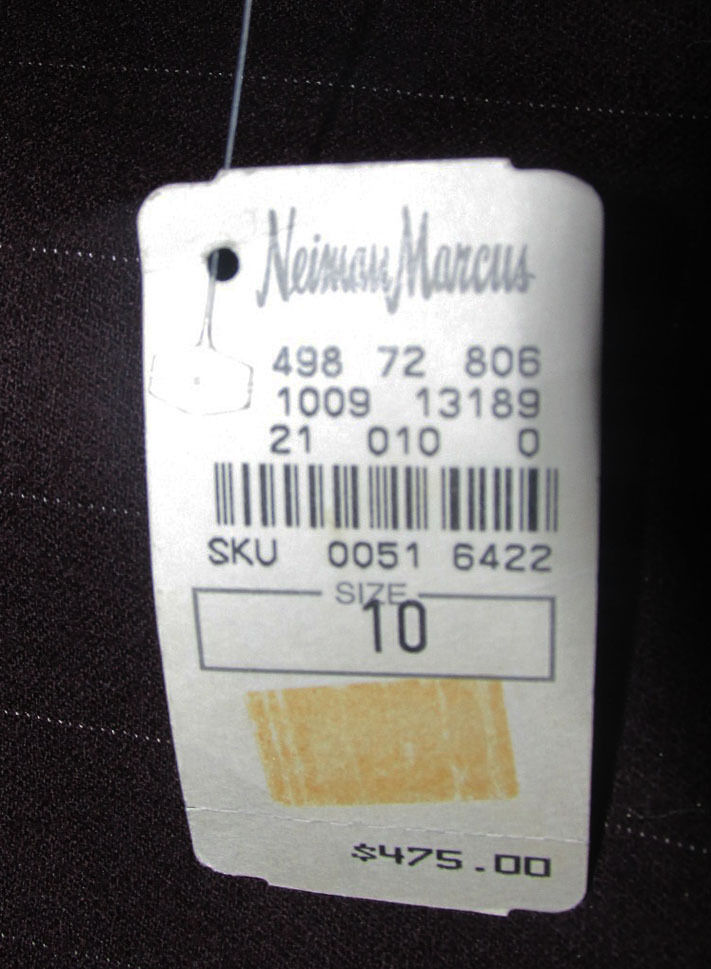 Neiman Marcus
498 72 806
1009 13189
21 010 0
SKU 0051 6422
SIZE
10
$475.00